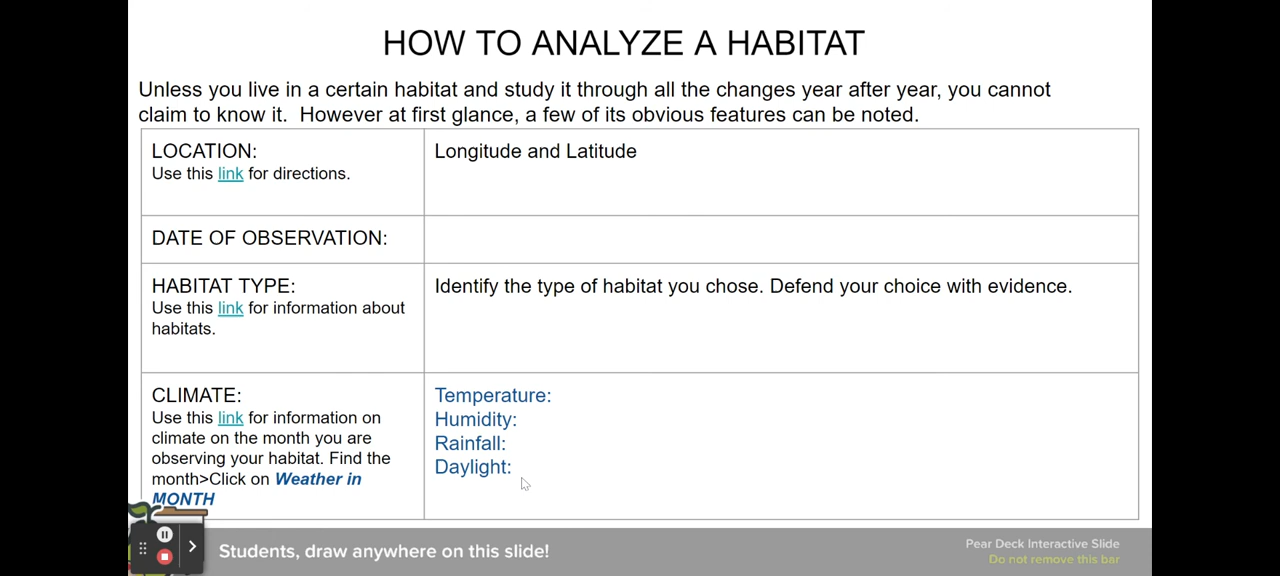 HOW TO ANALYZE A HABITAT
Unless you live in a certain habitat and study it through all the changes year after year, you cannot
claim to know it.  However at first glance, a few of its obvious features can be noted.
LOCATION:
Use this link for directions.
Longitude and Latitude
DATE OF OBSERVATION:
HABITAT TYPE:
Use this link for information about
habitats.
Identify the type of habitat you chose. Defend your choice with evidence.
CLIMATE:
Use this link for information on
climate on the month you are
observing your habitat. Find the
month>Click on Weather in
MONTH
Temperature:
Humidity:
Rainfall:
Daylight:
Students, draw anywhere on this slide!
Pear Deck Interactive Slide
Do not remove this bar